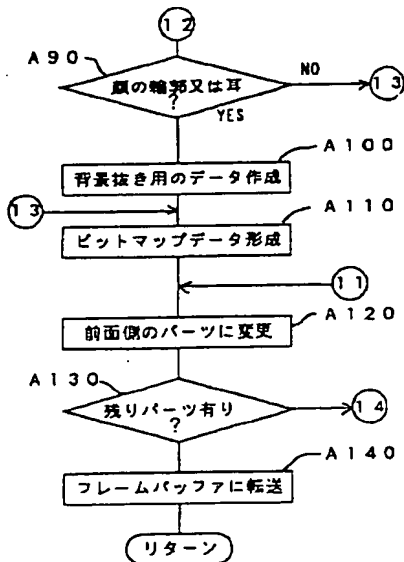 12
A90
顔の輪郭又は耳
?
NO
13
YES
A100
背景抜き用のデータ作成
13
A110
ビットマップデータ形成
11
A120
前面側のパーツに変更
A130
残りパーツ有り
?
14
A140
フレームバッファに転送
リターン